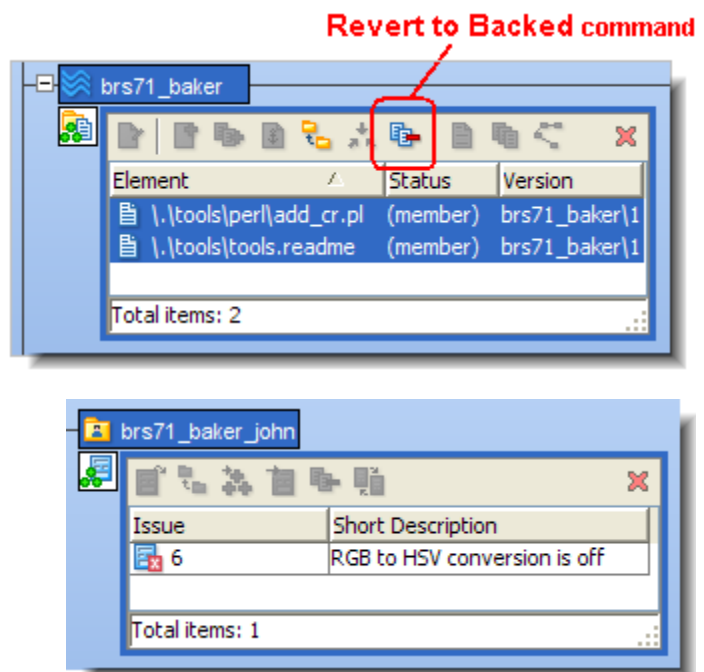 Revert to Backed command
brs71_baker
Element Status Version
\.\tools\perl\add_cr.pl (member) brs71_baker\1
\.\tools\tools.readme (member) brs71_baker\1
Total items: 2
brs71_baker_john
Issue Short Description
6 RGB to HSV conversion is off
Total items: 1